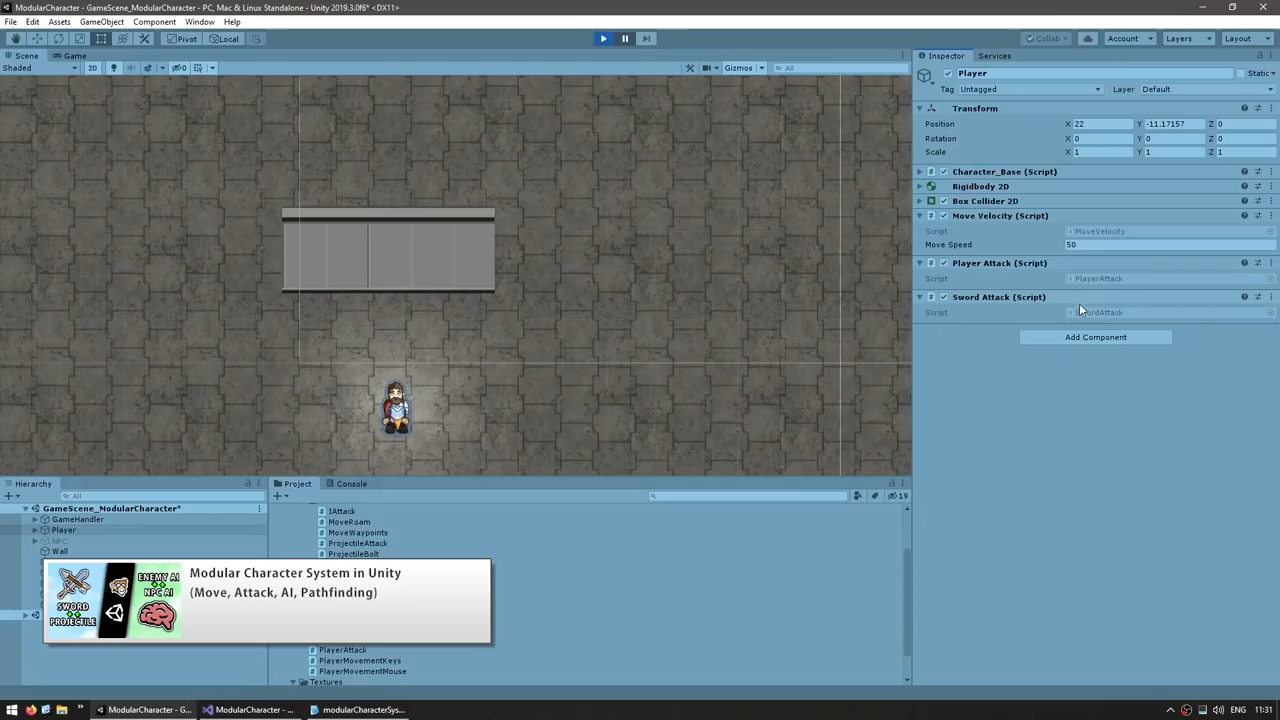 ModularCharacter - GameScene_ModularCharacter - PC, Mac & Linux Standalone - Unity 2019.3.0f6* <DX11>
File Edit Assets GameObject Component Window Help
Pivot Local Collab Account Layers Layout
Scene Game
Shaded 2D 0 Gizmos All
Inspector Services
Player Static
Tag Untagged Layer Default
Transform
Position X 22 Y -11.17157 Z 0
Rotation X 0 Y 0 Z 0
Scale X 1 Y 1 Z 1
Character_Base (Script)
Rigidbody 2D
Box Collider 2D
Move Velocity (Script)
Script MoveVelocity
Move Speed 50
Player Attack (Script)
Script PlayerAttack
Sword Attack (Script)
Script
Add Component
Hierarchy
All
GameScene_ModularCharacter*
GameHandler
Player
NPC
Wall
Project Console
19
IAttack
MoveRoam
MoveWaypoints
ProjectileAttack
ProjectileBolt
SWORD
PROJECTILE
ENEMY AI
NPC AI
Modular Character System in Unity
(Move, Attack, AI, Pathfinding)
PlayerAttack
PlayerMovementKeys
PlayerMovementMouse
Textures
ModularCharacter - G...
ModularCharacter - ...
modularCharacterSys...
ENG 11:31